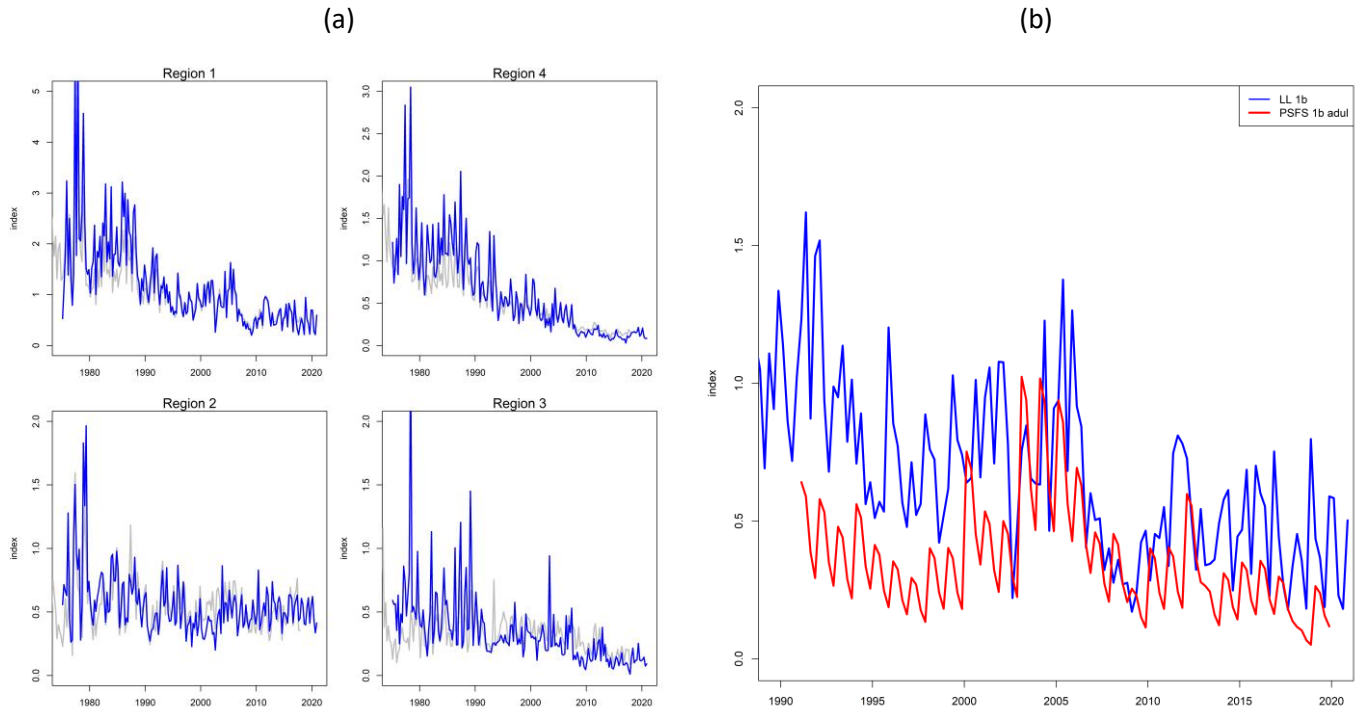 (a)
(b)
Region 1
index
0 1 2 3 4 5
1980 1990 2000 2010 2020
Region 4
index
0.0 0.5 1.0 1.5 2.0 2.5 3.0
1980 1990 2000 2010 2020
Region 2
index
0.0 0.5 1.0 1.5 2.0
1980 1990 2000 2010 2020
Region 3
index
0.0 0.5 1.0 1.5 2.0
1980 1990 2000 2010 2020
LL 1b
PSFS 1b adul
index
0.0 0.5 1.0 1.5 2.0
1990 1995 2000 2005 2010 2015 2020